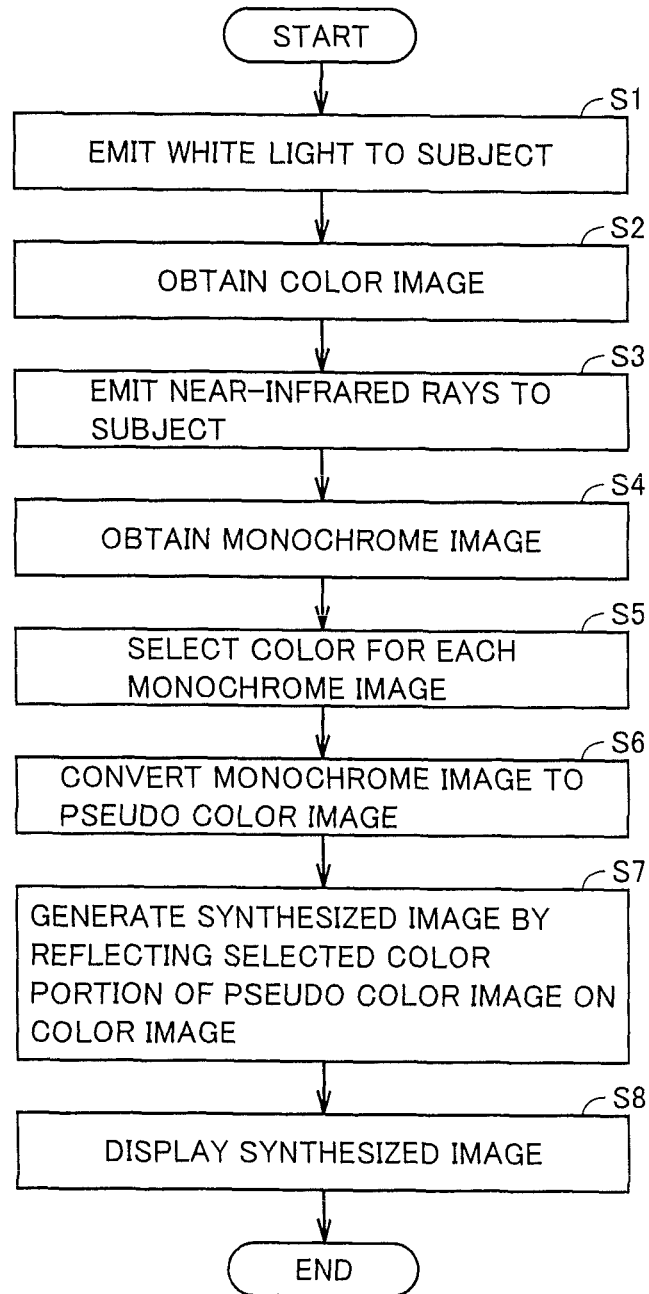 START
S1
EMIT WHITE LIGHT TO SUBJECT
S2
OBTAIN COLOR IMAGE
S3
EMIT NEAR-INFRARED RAYS TO
SUBJECT
S4
OBTAIN MONOCHROME IMAGE
S5
SELECT COLOR FOR EACH
MONOCHROME IMAGE
S6
CONVERT MONOCHROME IMAGE TO
PSEUDO COLOR IMAGE
S7
GENERATE SYNTHESIZED IMAGE BY
REFLECTING SELECTED COLOR
PORTION OF PSEUDO COLOR IMAGE ON
COLOR IMAGE
S8
DISPLAY SYNTHESIZED IMAGE
END